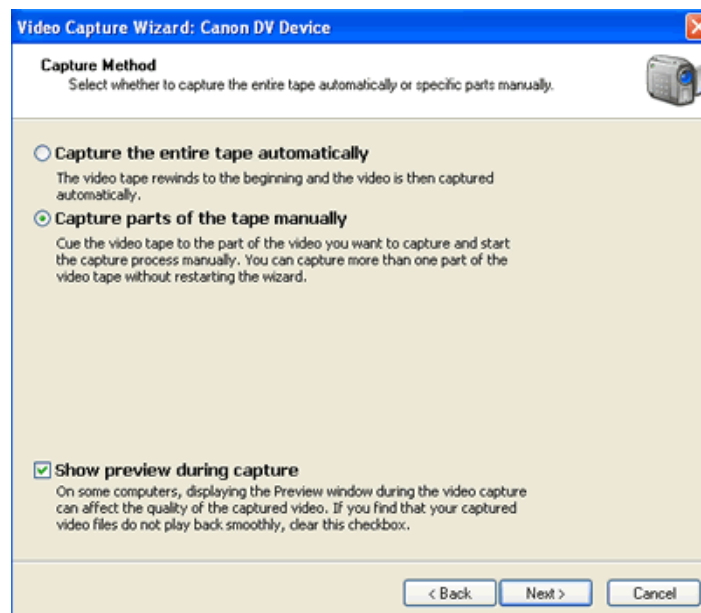 Video Capture Wizard: Canon DV Device
Capture Method
Select whether to capture the entire tape automatically or specific parts manually.
Capture the entire tape automatically
The video tape rewinds to the beginning and the video is then captured
automatically.
Capture parts of the tape manually
Cue the video tape to the part of the video you want to capture and start
the capture process manually. You can capture more than one part of the
video tape without restarting the wizard.
Show preview during capture
On some computers, displaying the Preview window during the video capture
can affect the quality of the captured video. If you find that your captured
video files do not play back smoothly, clear this checkbox.
< Back Next > Cancel